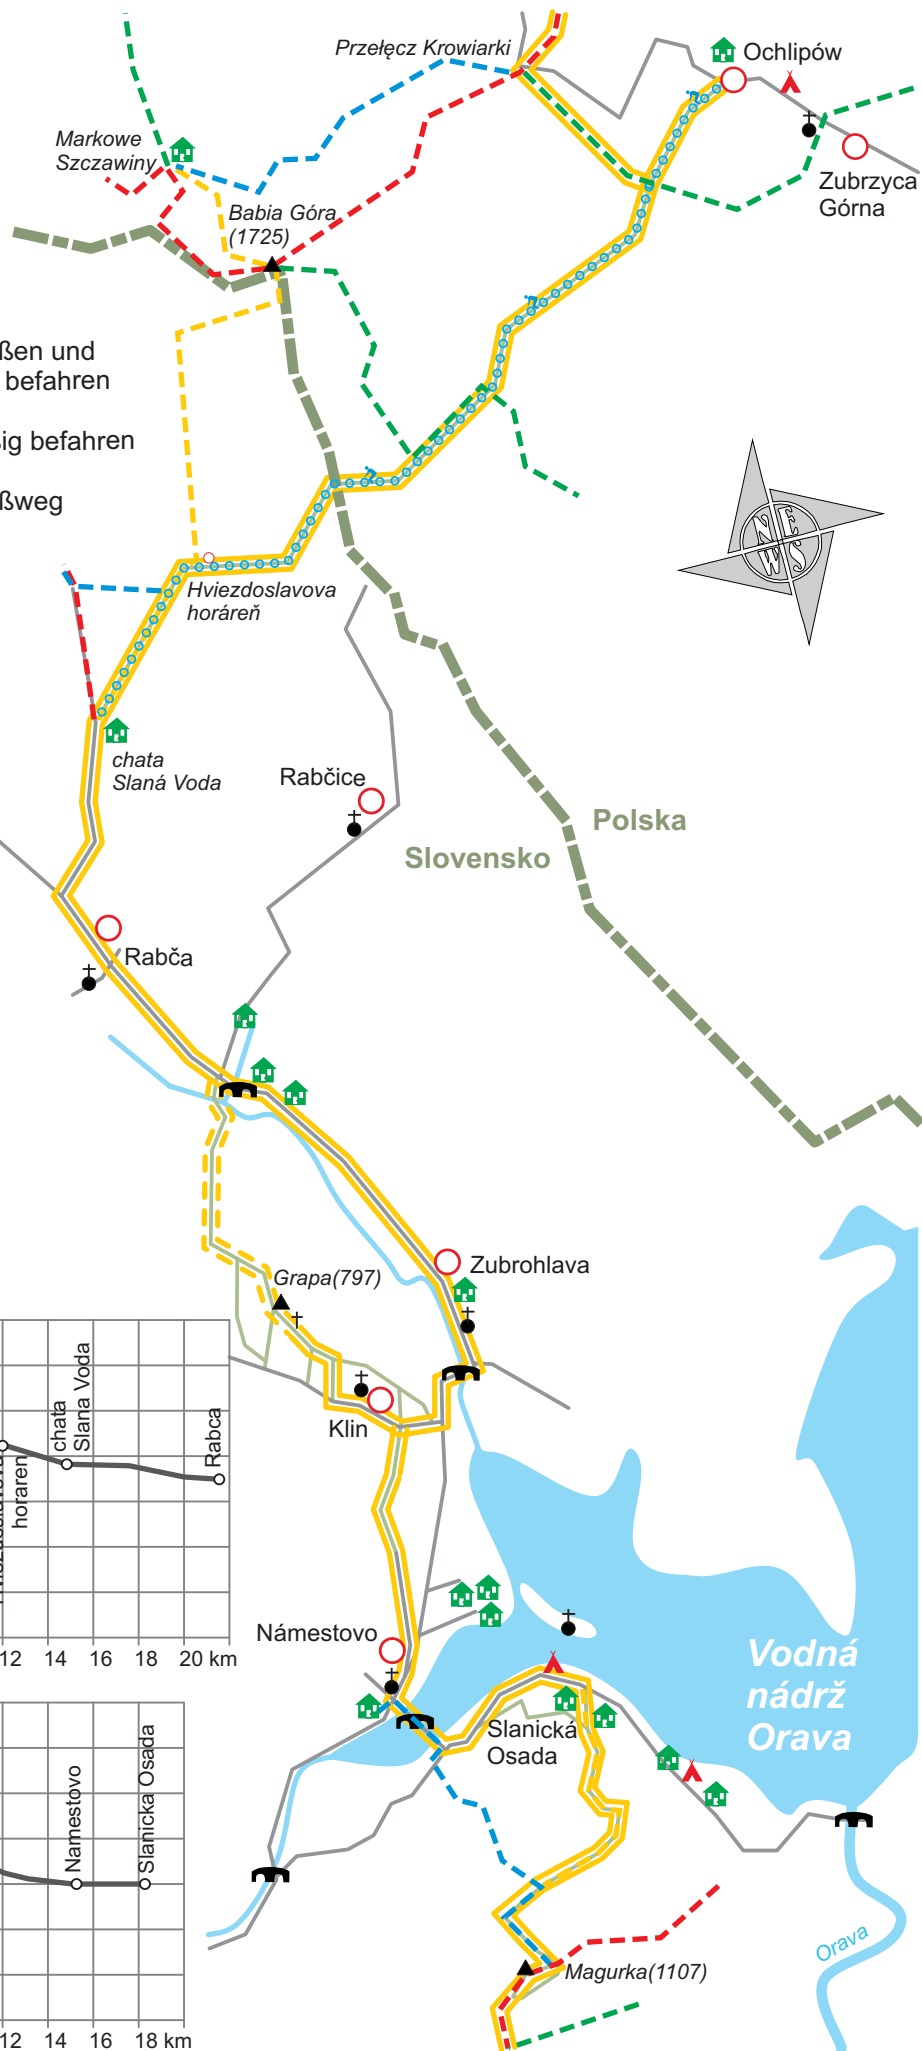 Przełęcz Krowiarki
Ochlipów
Markowe
Szczawiny
Zubrzyca
Górna
Babia Góra
(1725)
ßen und
befahren
ig befahren
ßweg
N
E
W
S
Hviezdoslavova
horáreň
chata
Slaná Voda
Rabčice
Polska
Slovensko
Rabča
Zubrohlava
Grapa(797)
Klin
horaren
chata
Slana Voda
Rabca
12 14 16 18 20 km
Námestovo
Vodná
nádrž
Orava
Slanická
Osada
Namestovo
Slanicka Osada
12 14 16 18 km
Orava
Magurka(1107)